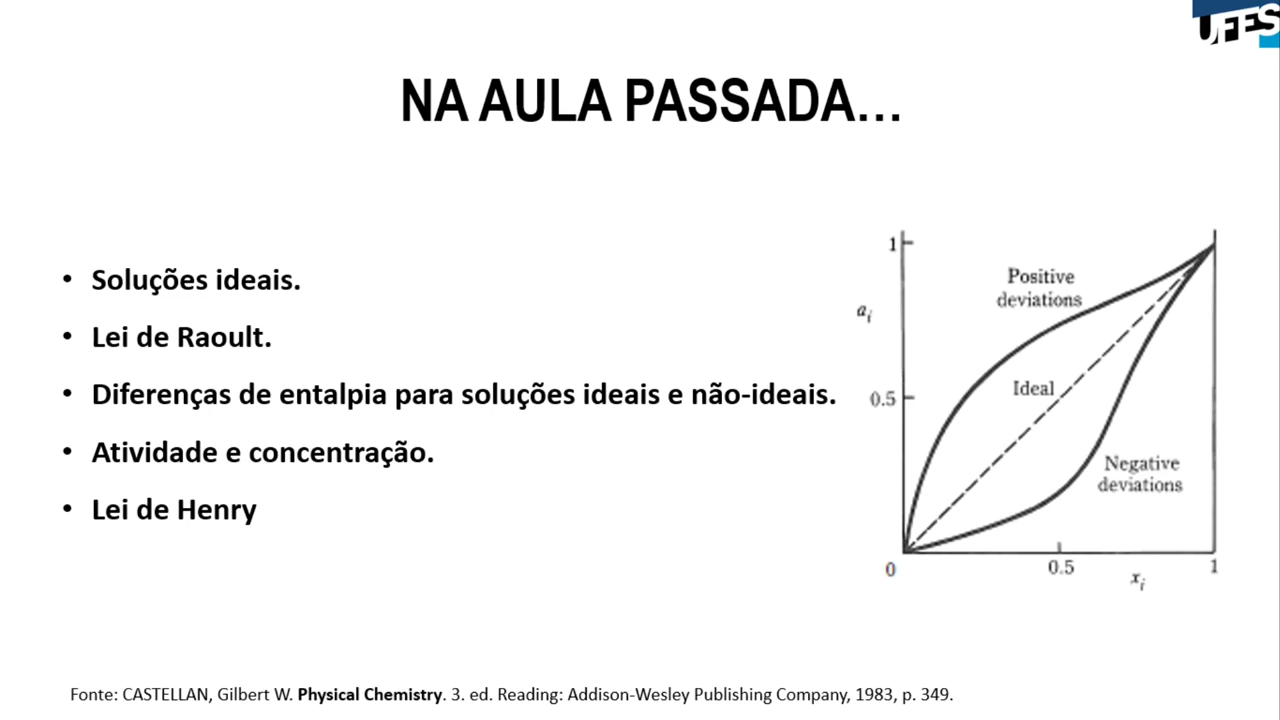 UFES
NA AULA PASSADA...
• Soluções ideais.
• Lei de Raoult.
• Diferenças de entalpia para soluções ideais e não-ideais.
• Atividade e concentração.
• Lei de Henry
1
Positive
deviations
a_i
Ideal
0.5
Negative
deviations
0
0.5
1
x_i
Fonte: CASTELLAN, Gilbert W. Physical Chemistry. 3. ed. Reading: Addison-Wesley Publishing Company, 1983, p. 349.